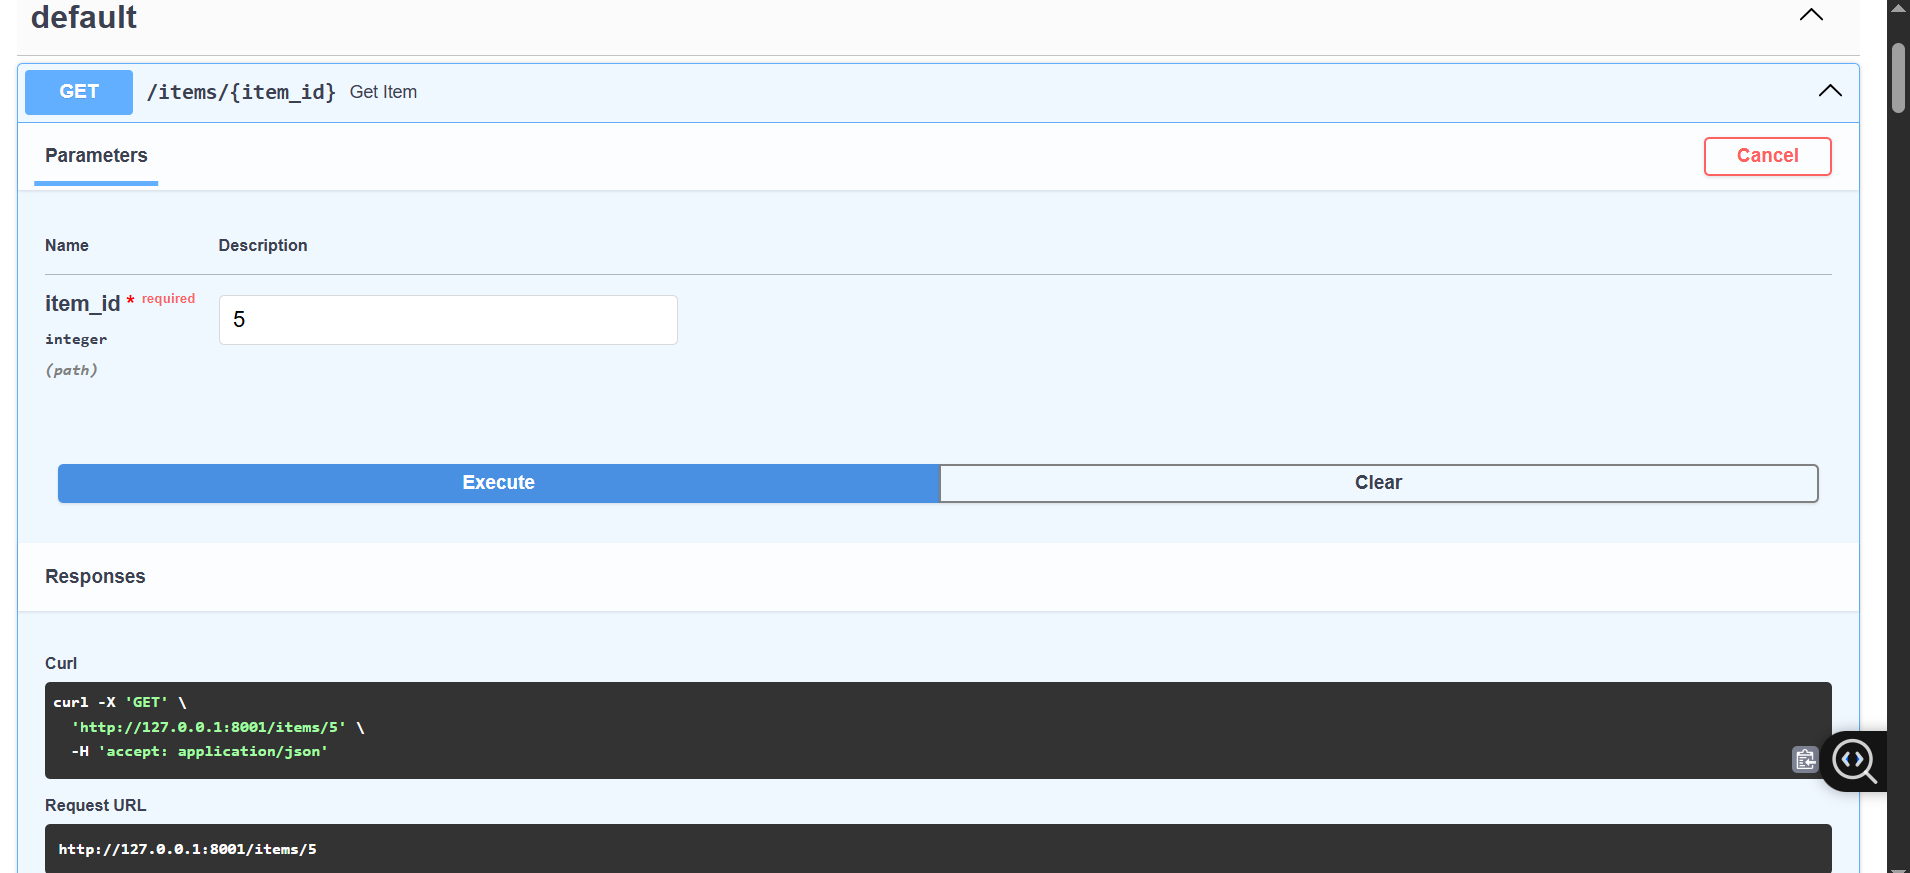 default
GET /items/{item_id} Get Item
Parameters
Cancel
Name Description
item_id * required
integer
(path)
5
Execute
Clear
Responses
Curl
curl -X 'GET' \
  'http://127.0.0.1:8001/items/5' \
  -H 'accept: application/json'
Request URL
http://127.0.0.1:8001/items/5